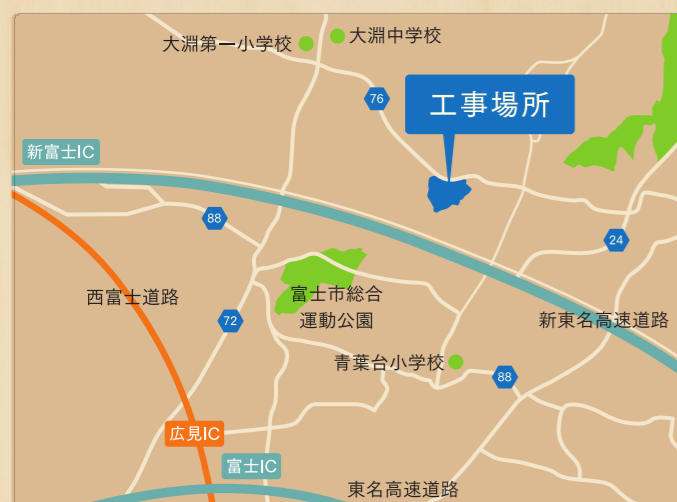 大淵第一小学校
大淵中学校
76
工事場所
新富士IC
88
24
西富士道路
富士市総合
運動公園
72
新東名高速道路
青葉台小学校
88
広見IC
富士IC
東名高速道路